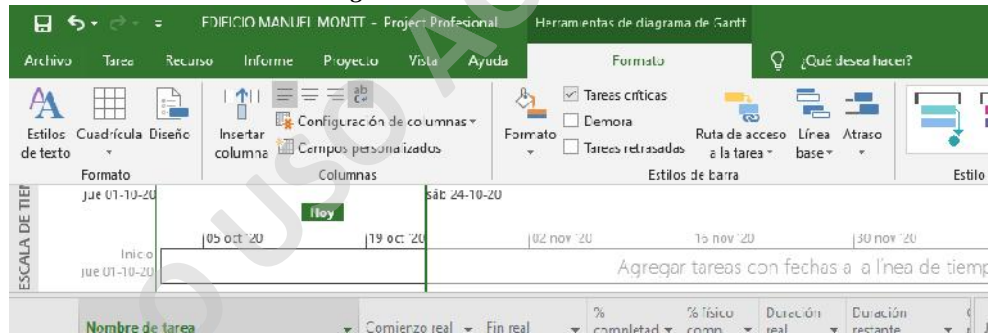 EDIFICIO MANUEL MONTT - Project Profesional Herramientas de diagrama de Gantt
Archivo Tarea Recurso Informe Proyecto Vista Ayuda Formato ¿Qué desea hacer?
Estilos de texto
Cuadrícula
Diseño
Formato
Insertar columna
Configuración de columnas
Campos personalizados
Columnas
Formato
Tareas críticas
Demora
Tareas retrasadas
Ruta de acceso a la tarea
Línea base
Atraso
Estilos de barra
Estilo
ESCALA DE TIEM
jue 01-10-20 sáb 24-10-20
Hoy
05 oct '20 19 oct '20 02 nov '20 16 nov '20 30 nov '20
Inicio
jue 01-10-20
Agregar tareas con fechas a la línea de tiemp
Nombre de tarea Comienzo real Fin real % completad % físico comp. Duración real Duración restante
O USO AC